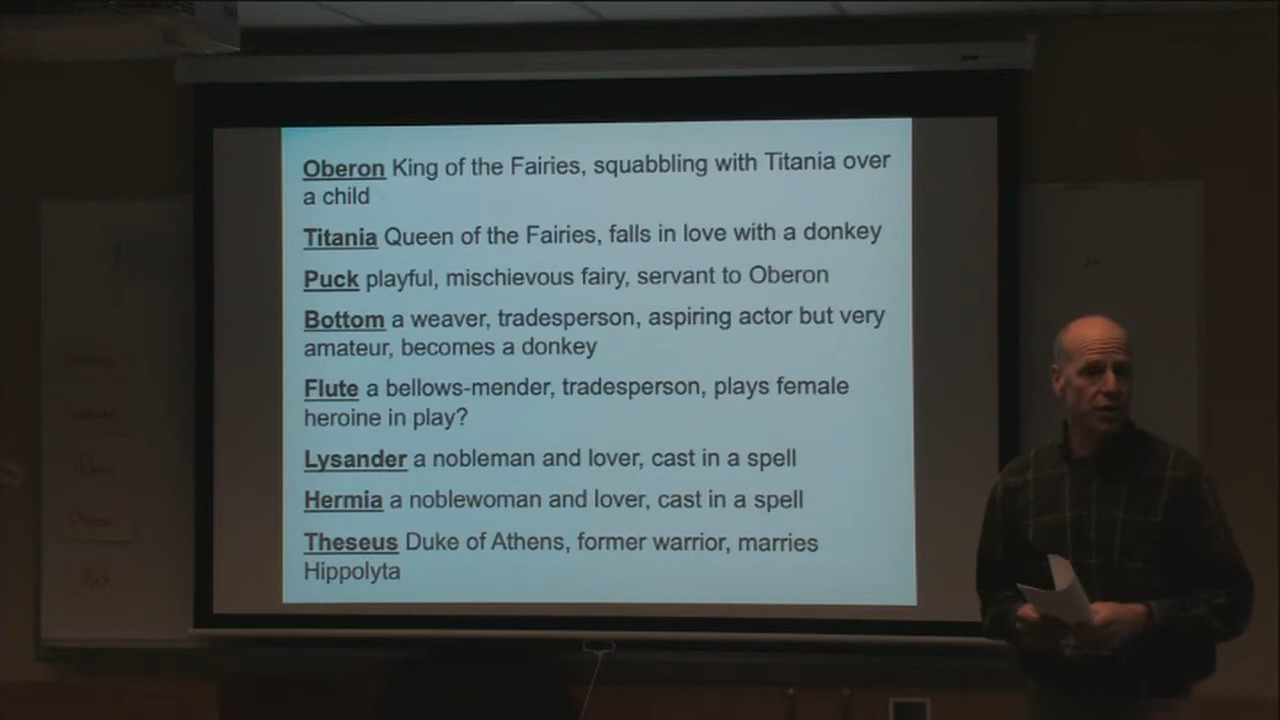 Oberon King of the Fairies, squabbling with Titania over
a child
Titania Queen of the Fairies, falls in love with a donkey
Puck playful, mischievous fairy, servant to Oberon
Bottom a weaver, tradesperson, aspiring actor but very
amateur, becomes a donkey
Flute a bellows-mender, tradesperson, plays female
heroine in play?
Lysander a nobleman and lover, cast in a spell
Hermia a noblewoman and lover, cast in a spell
Theseus Duke of Athens, former warrior, marries
Hippolyta